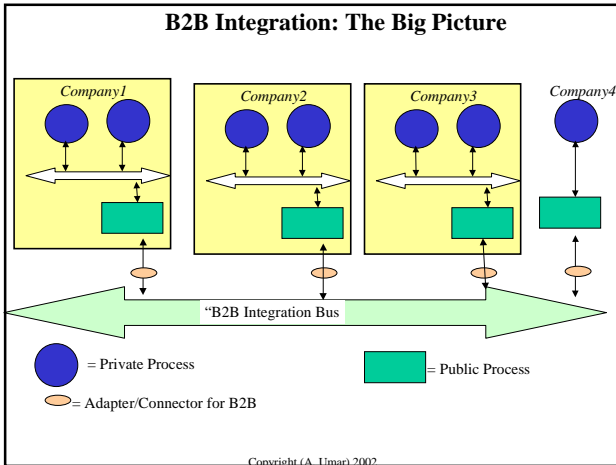 B2B Integration: The Big Picture
Company1
Company2
Company3
Company4
“B2B Integration Bus
= Private Process
= Public Process
= Adapter/Connector for B2B
Copyright (A. Umar) 2002